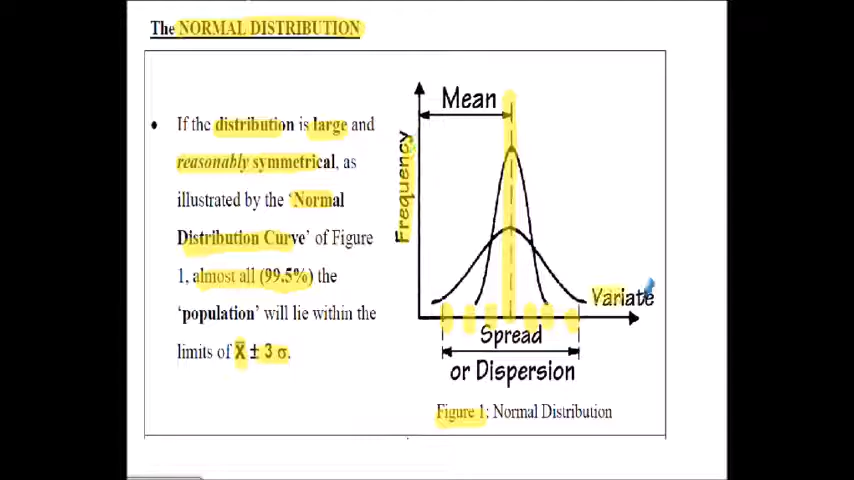 The NORMAL DISTRIBUTION
• If the distribution is large and
reasonably symmetrical, as
illustrated by the ‘Normal
Distribution Curve’ of Figure
1, almost all (99.5%) the
‘population’ will lie within the
limits of X̄ ± 3 σ.
Mean
Frequency
Variate
Spread
or Dispersion
Figure 1: Normal Distribution